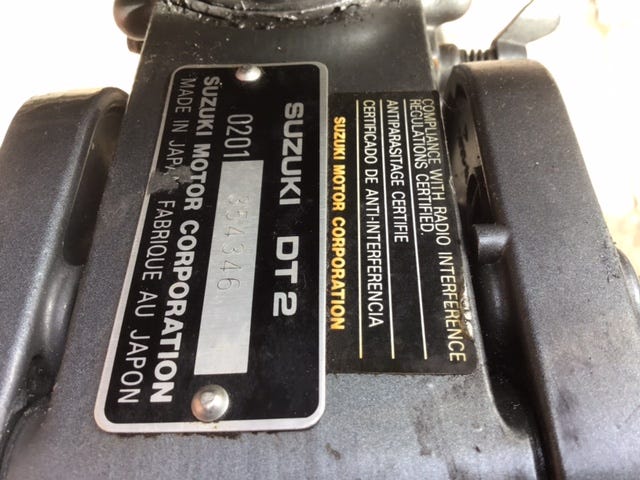 SUZUKI DT2
0201 354346
SUZUKI MOTOR CORPORATION
MADE IN JAPAN FABRIQUE AU JAPON
COMPLIANCE WITH RADIO INTERFERENCE
REGULATIONS CERTIFIED.
ANTIPARASITAGE CERTIFIE
CERTIFICADO DE ANTI-INTERFERENCIA
SUZUKI MOTOR CORPORATION